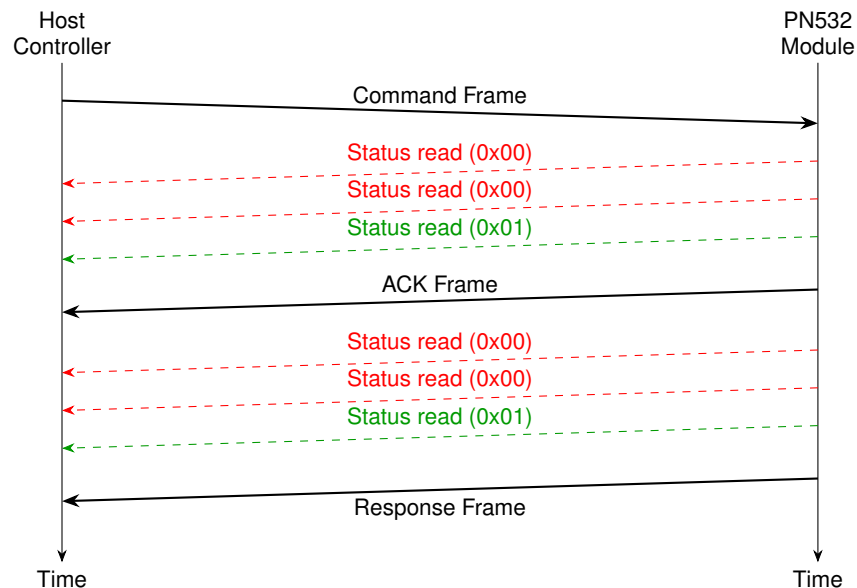 Host
Controller
PN532
Module
Command Frame
Status read (0x00)
Status read (0x00)
Status read (0x01)
ACK Frame
Status read (0x00)
Status read (0x00)
Status read (0x01)
Response Frame
Time
Time